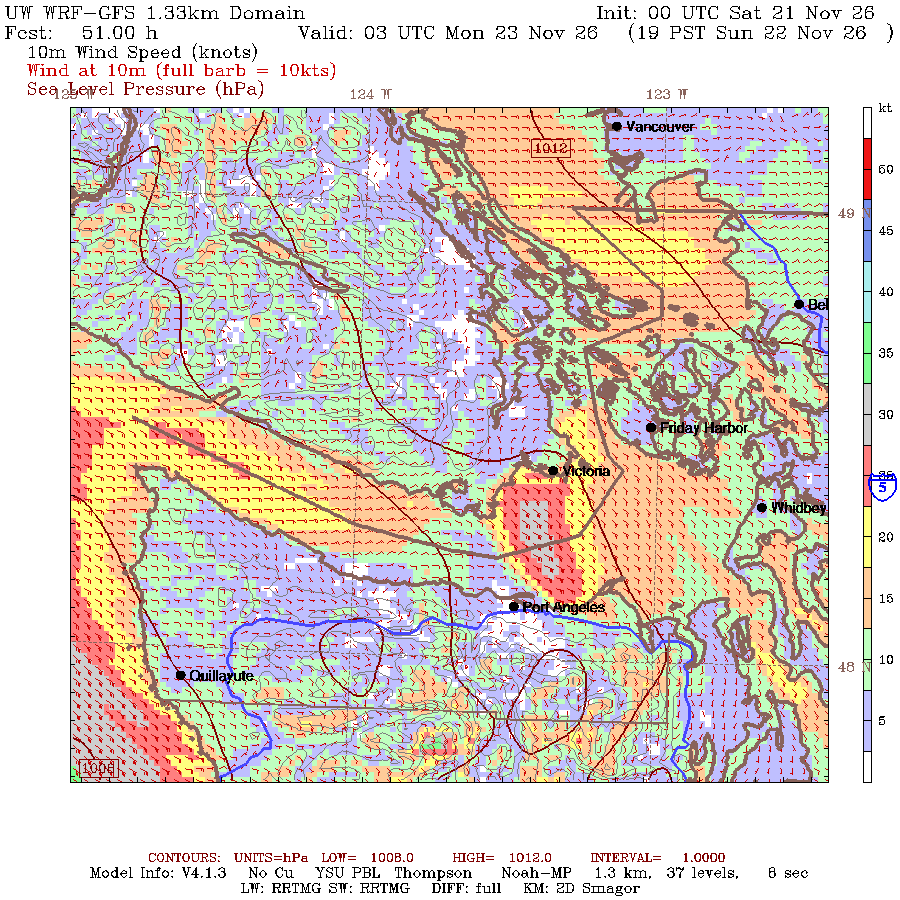 UW WRF-GFS 1.33km Domain Init: 00 UTC Sat 21 Nov 26
Fcst: 51.00 h Valid: 03 UTC Mon 23 Nov 26 (19 PST Sun 22 Nov 26 )
10m Wind Speed (knots)
Wind at 10m (full barb = 10kts)
Sea Level Pressure (hPa)
124 W 123 W
kt
Vancouver
1012
60
49 N
45
40
Bel
35
30
Friday Harbor
Victoria
25
5
Whidbey
20
15
Port Angeles
10
48 N
Quillayute
5
1008
CONTOURS: UNITS=hPa LOW= 1008.0 HIGH= 1012.0 INTERVAL= 1.0000
Model Info: V4.1.3 No Cu YSU PBL Thompson Noah-MP 1.3 km, 37 levels, 8 sec
LW: RRTMG SW: RRTMG DIFF: full KM: 2D Smagor